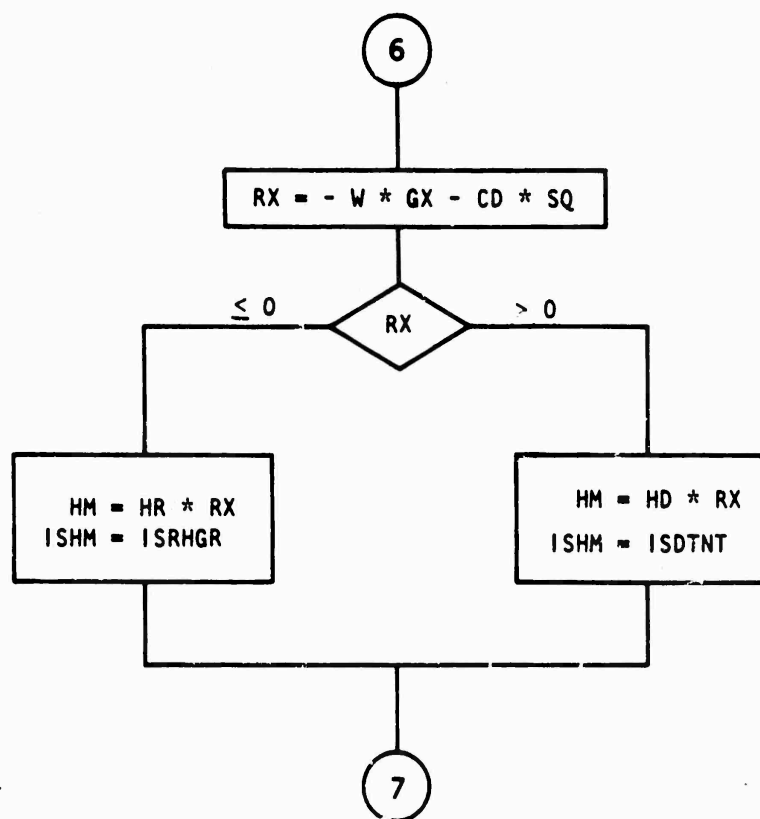 6
RX = - W * GX - CD * SQ
≤ 0
RX
> 0
HM = HR * RX
ISHM = ISRHGR
HM = HD * RX
ISHM = ISDTNT
7